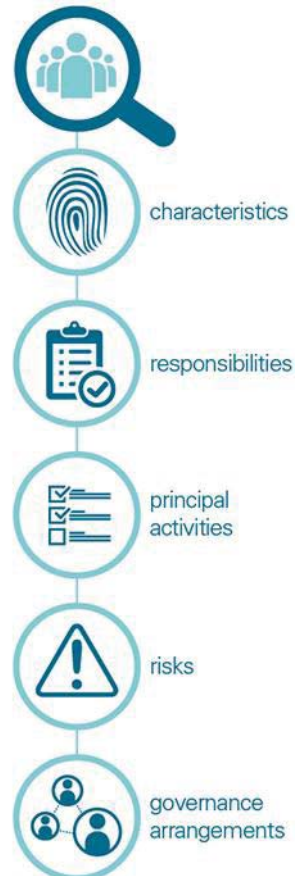 characteristics
responsibilities
principal
activities
risks
governance
arrangements